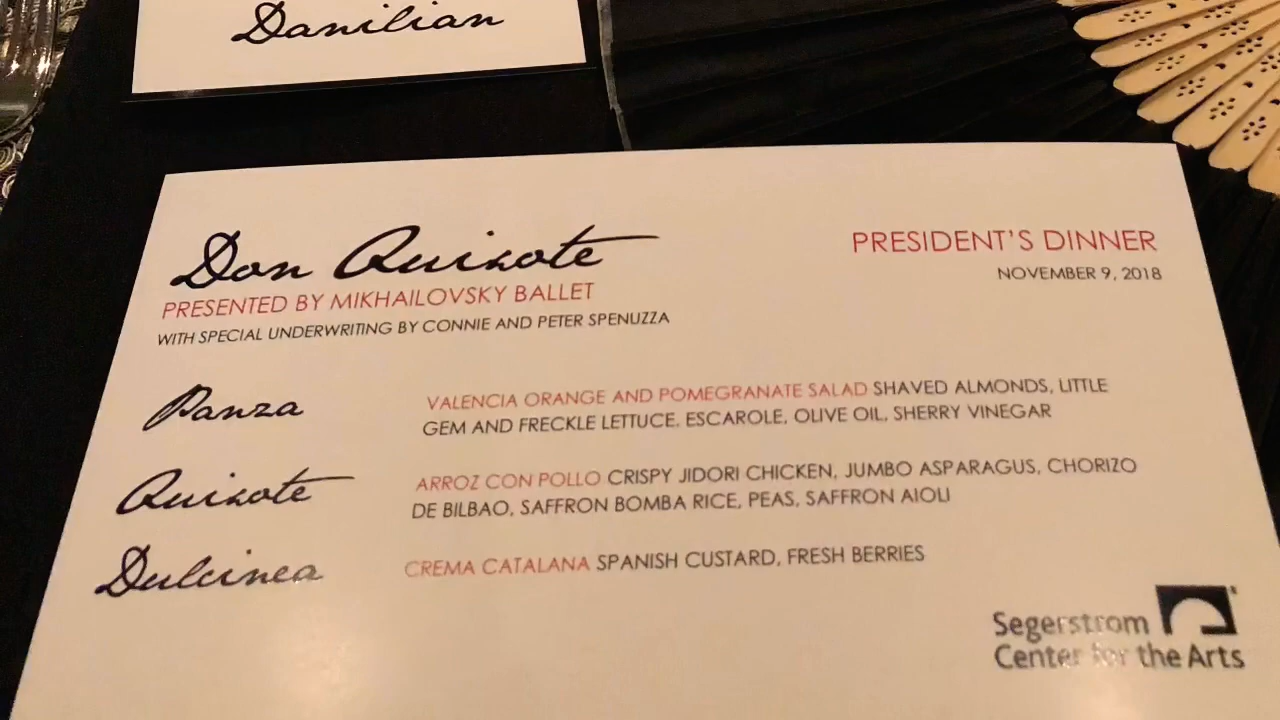 Danilian
Don Quixote
PRESENTED BY MIKHAILOVSKY BALLET
WITH SPECIAL UNDERWRITING BY CONNIE AND PETER SPENUZZA
PRESIDENT'S DINNER
NOVEMBER 9, 2018
Panza
VALENCIA ORANGE AND POMEGRANATE SALAD SHAVED ALMONDS, LITTLE
GEM AND FRECKLE LETTUCE. ESCAROLE, OLIVE OIL, SHERRY VINEGAR
Quixote
ARROZ CON POLLO CRISPY JIDORI CHICKEN, JUMBO ASPARAGUS, CHORIZO
DE BILBAO, SAFFRON BOMBA RICE, PEAS, SAFFRON AIOLI
Dulcinea
CREMA CATALANA SPANISH CUSTARD, FRESH BERRIES
Segerstrom
Center for the Arts